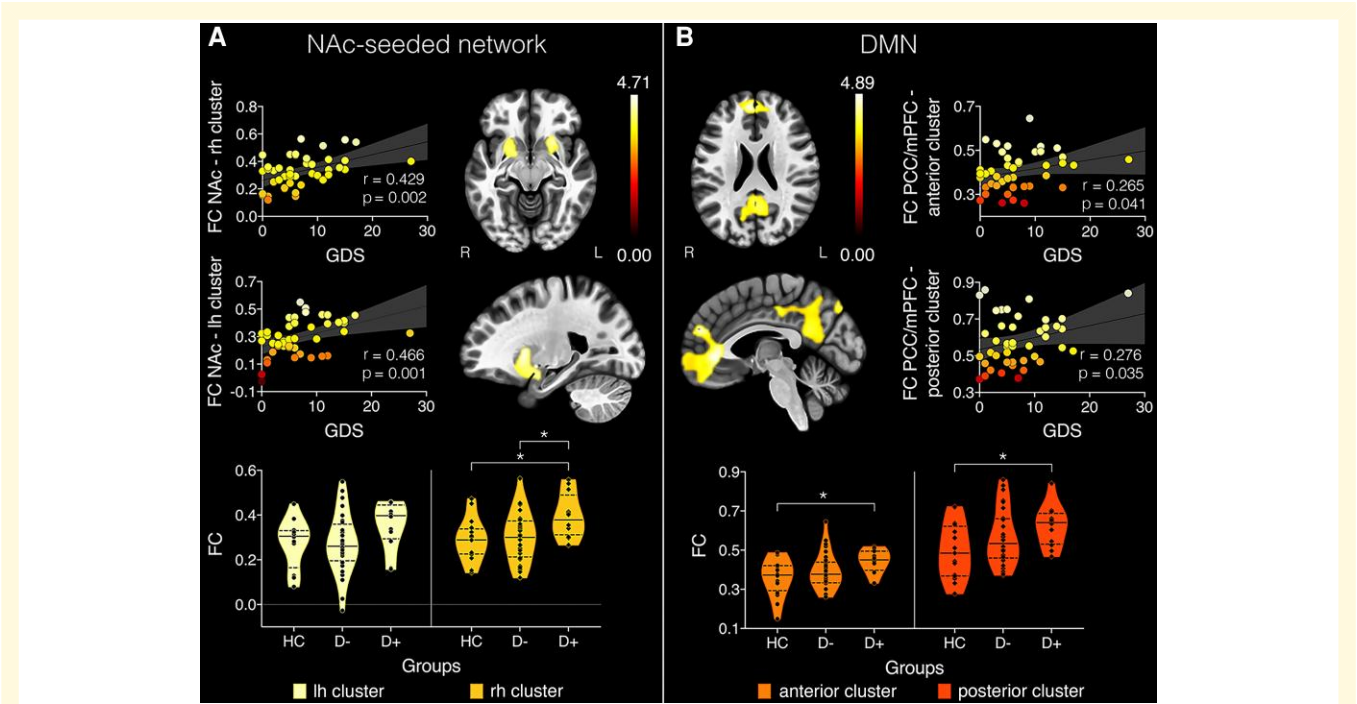 A
NAc-seeded network
FC NAc - rh cluster
0.8
0.6
0.4
0.2
0.0
0 10 20 30
GDS
r = 0.429
p = 0.002
R
L
4.71
0.00
FC NAc - lh cluster
0.7
0.5
0.3
0.1
-0.1
0 10 20 30
GDS
r = 0.466
p = 0.001
FC
0.6
0.4
0.2
0.0
*
*
HC D- D+
HC D- D+
Groups
lh cluster
rh cluster
B
DMN
R
L
4.89
0.00
FC PCC/mPFC -
anterior cluster
0.7
0.5
0.3
0 10 20 30
GDS
r = 0.265
p = 0.041
FC PCC/mPFC -
posterior cluster
0.9
0.7
0.5
0.3
0 10 20 30
GDS
r = 0.276
p = 0.035
FC
0.9
0.7
0.5
0.3
0.1
*
*
HC D- D+
HC D- D+
Groups
anterior cluster
posterior cluster